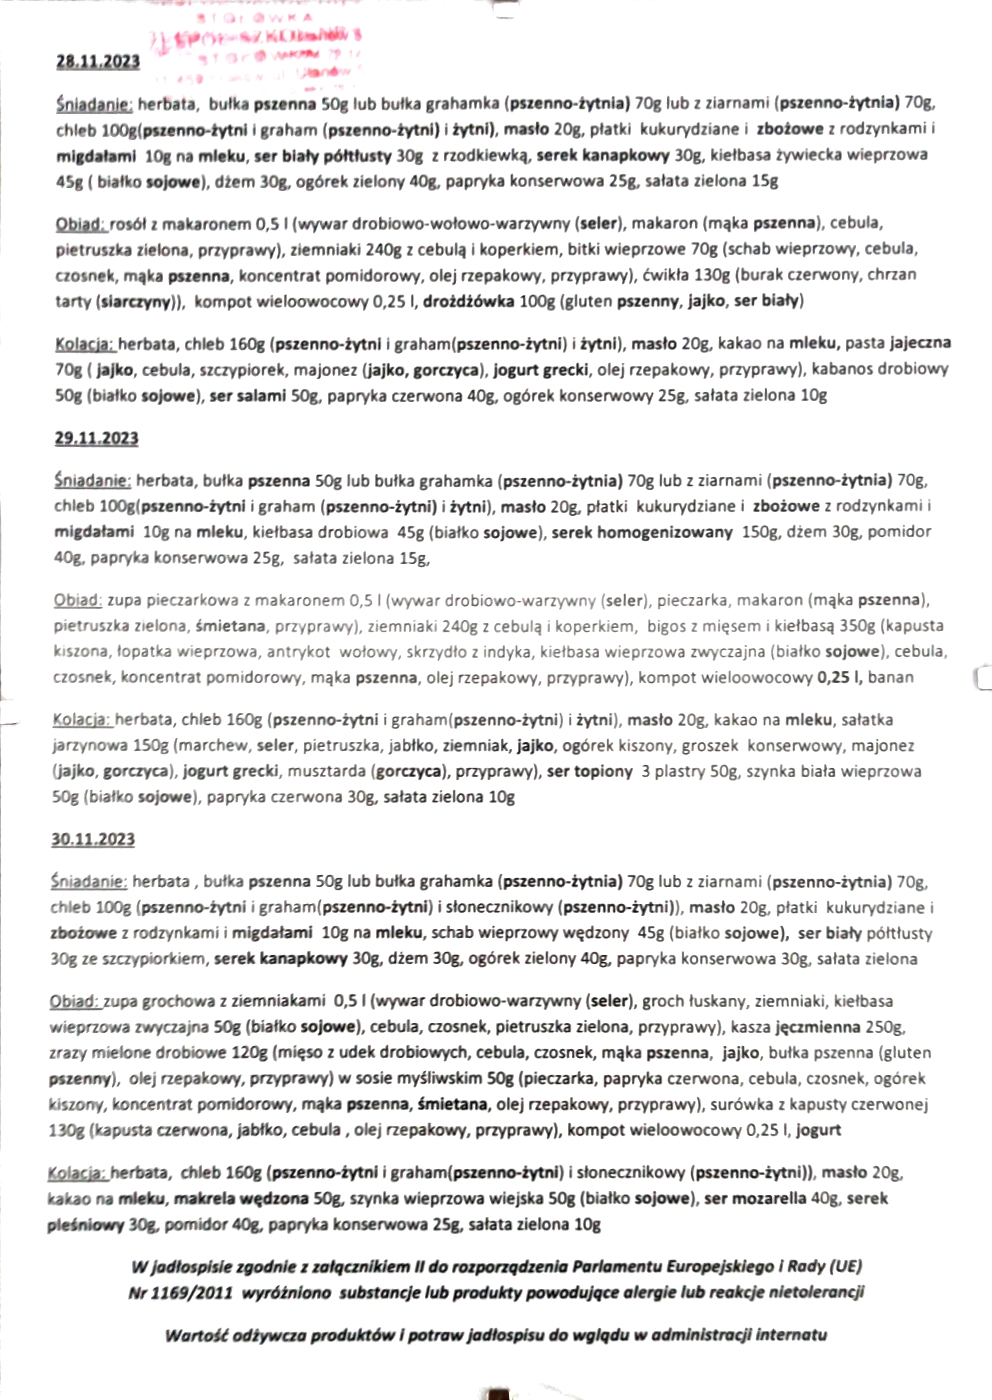 STOŁÓWKA
28.11.2023
Śniadanie: herbata, bułka pszenna 50g lub bułka grahamka (pszenno-żytnia) 70g lub z ziarnami (pszenno-żytnia) 70g,
chleb 100g(pszenno-żytni i graham (pszenno-żytni) i żytni), masło 20g, płatki kukurydziane i zbożowe z rodzynkami i
migdałami 10g na mleku, ser biały półtłusty 30g z rzodkiewką, serek kanapkowy 30g, kiełbasa żywiecka wieprzowa
45g ( białko sojowe), dżem 30g, ogórek zielony 40g, papryka konserwowa 25g, sałata zielona 15g
Obiad: rosół z makaronem 0,5 l (wywar drobiowo-wołowo-warzywny (seler), makaron (mąka pszenna), cebula,
pietruszka zielona, przyprawy), ziemniaki 240g z cebulą i koperkiem, bitki wieprzowe 70g (schab wieprzowy, cebula,
czosnek, mąka pszenna, koncentrat pomidorowy, olej rzepakowy, przyprawy), ćwikła 130g (burak czerwony, chrzan
tarty (siarczyny)), kompot wieloowocowy 0,25 l, drożdżówka 100g (gluten pszenny, jajko, ser biały)
Kolacja: herbata, chleb 160g (pszenno-żytni i graham(pszenno-żytni) i żytni), masło 20g, kakao na mleku, pasta jajeczna
70g ( jajko, cebula, szczypiorek, majonez (jajko, gorczyca), jogurt grecki, olej rzepakowy, przyprawy), kabanos drobiowy
50g (białko sojowe), ser salami 50g, papryka czerwona 40g, ogórek konserwowy 25g, sałata zielona 10g
29.11.2023
Śniadanie: herbata, bułka pszenna 50g lub bułka grahamka (pszenno-żytnia) 70g lub z ziarnami (pszenno-żytnia) 70g,
chleb 100g(pszenno-żytni i graham (pszenno-żytni) i żytni), masło 20g, płatki kukurydziane i zbożowe z rodzynkami i
migdałami 10g na mleku, kiełbasa drobiowa 45g (białko sojowe), serek homogenizowany 150g, dżem 30g, pomidor
40g, papryka konserwowa 25g, sałata zielona 15g,
Obiad: zupa pieczarkowa z makaronem 0,5 l (wywar drobiowo-warzywny (seler), pieczarka, makaron (mąka pszenna),
pietruszka zielona, śmietana, przyprawy), ziemniaki 240g z cebulą i koperkiem, bigos z mięsem i kiełbasą 350g (kapusta
kiszona, łopatka wieprzowa, antrykot wołowy, skrzydło z indyka, kiełbasa wieprzowa zwyczajna (białko sojowe), cebula,
czosnek, koncentrat pomidorowy, mąka pszenna, olej rzepakowy, przyprawy), kompot wieloowocowy 0,25 l, banan
Kolacja: herbata, chleb 160g (pszenno-żytni i graham(pszenno-żytni) i żytni), masło 20g, kakao na mleku, sałatka
jarzynowa 150g (marchew, seler, pietruszka, jabłko, ziemniak, jajko, ogórek kiszony, groszek konserwowy, majonez
(jajko, gorczyca), jogurt grecki, musztarda (gorczyca), przyprawy), ser topiony 3 plastry 50g, szynka biała wieprzowa
50g (białko sojowe), papryka czerwona 30g, sałata zielona 10g
30.11.2023
Śniadanie: herbata , bułka pszenna 50g lub bułka grahamka (pszenno-żytnia) 70g lub z ziarnami (pszenno-żytnia) 70g,
chleb 100g (pszenno-żytni i graham(pszenno-żytni) i słonecznikowy (pszenno-żytni)), masło 20g, płatki kukurydziane i
zbożowe z rodzynkami i migdałami 10g na mleku, schab wieprzowy wędzony 45g (białko sojowe), ser biały półtłusty
30g ze szczypiorkiem, serek kanapkowy 30g, dżem 30g, ogórek zielony 40g, papryka konserwowa 30g, sałata zielona
Obiad: zupa grochowa z ziemniakami 0,5 l (wywar drobiowo-warzywny (seler), groch łuskany, ziemniaki, kiełbasa
wieprzowa zwyczajna 50g (białko sojowe), cebula, czosnek, pietruszka zielona, przyprawy), kasza jęczmienna 250g,
zrazy mielone drobiowe 120g (mięso z udek drobiowych, cebula, czosnek, mąka pszenna, jajko, bułka pszenna (gluten
pszenny), olej rzepakowy, przyprawy) w sosie myśliwskim 50g (pieczarka, papryka czerwona, cebula, czosnek, ogórek
kiszony, koncentrat pomidorowy, mąka pszenna, śmietana, olej rzepakowy, przyprawy), surówka z kapusty czerwonej
130g (kapusta czerwona, jabłko, cebula , olej rzepakowy, przyprawy), kompot wieloowocowy 0,25 l, jogurt
Kolacja: herbata, chleb 160g (pszenno-żytni i graham(pszenno-żytni) i słonecznikowy (pszenno-żytni)), masło 20g,
kakao na mleku, makrela wędzona 50g, szynka wieprzowa wiejska 50g (białko sojowe), ser mozarella 40g, serek
pleśniowy 30g, pomidor 40g, papryka konserwowa 25g, sałata zielona 10g
W jadłospisie zgodnie z załącznikiem II do rozporządzenia Parlamentu Europejskiego i Rady (UE)
Nr 1169/2011 wyróżniono substancje lub produkty powodujące alergie lub reakcje nietolerancji
Wartość odżywcza produktów i potraw jadłospisu do wglądu w administracji internatu